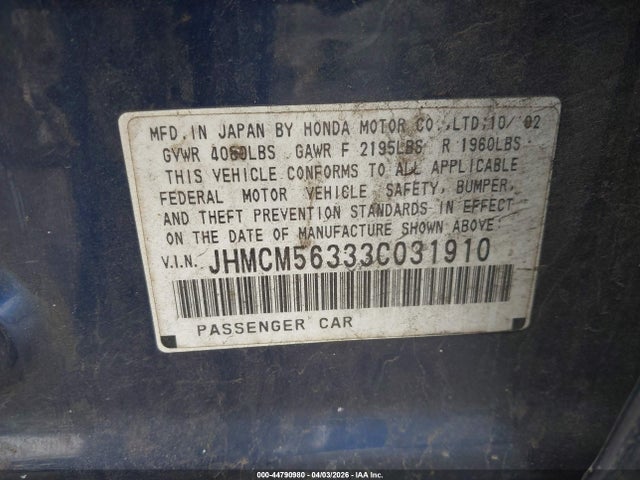 MFD. IN JAPAN BY HONDA MOTOR CO., LTD. 10/ 02
GVWR 4080LBS GAWR F 2195LBS R 1960LBS
THIS VEHICLE CONFORMS TO ALL APPLICABLE
FEDERAL MOTOR VEHICLE SAFETY, BUMPER,
AND THEFT PREVENTION STANDARDS IN EFFECT
ON THE DATE OF MANUFACTURE SHOWN ABOVE.
V.I.N. JHMCM56333C031910
PASSENGER CAR
000-44790980 - 04/03/2026 - IAA Inc.